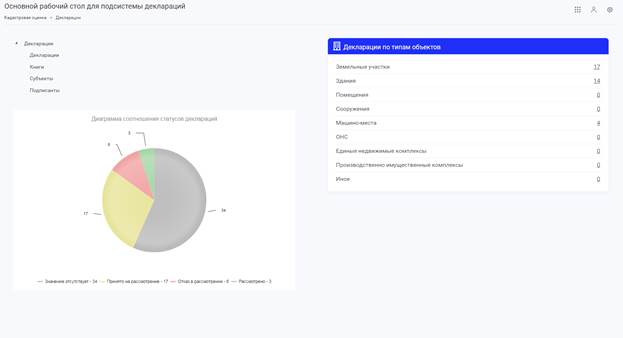 Основной рабочий стол для подсистемы деклараций
Кадастровая оценка > Декларации
Декларации
Декларации
Книги
Субъекты
Подписанты
Диаграмма соотношения статусов деклараций
3
34
17
Значение отсутствует - 34 Принято на рассмотрение - 17 Отказ в рассмотрении - 6 Рассмотрено - 3
Декларации по типам объектов
Земельные участки 17
Здания 14
Помещения 0
Сооружения 0
Машино-места 4
ОНС 0
Единые недвижимые комплексы 0
Производственно имущественные комплексы 0
Иное 0